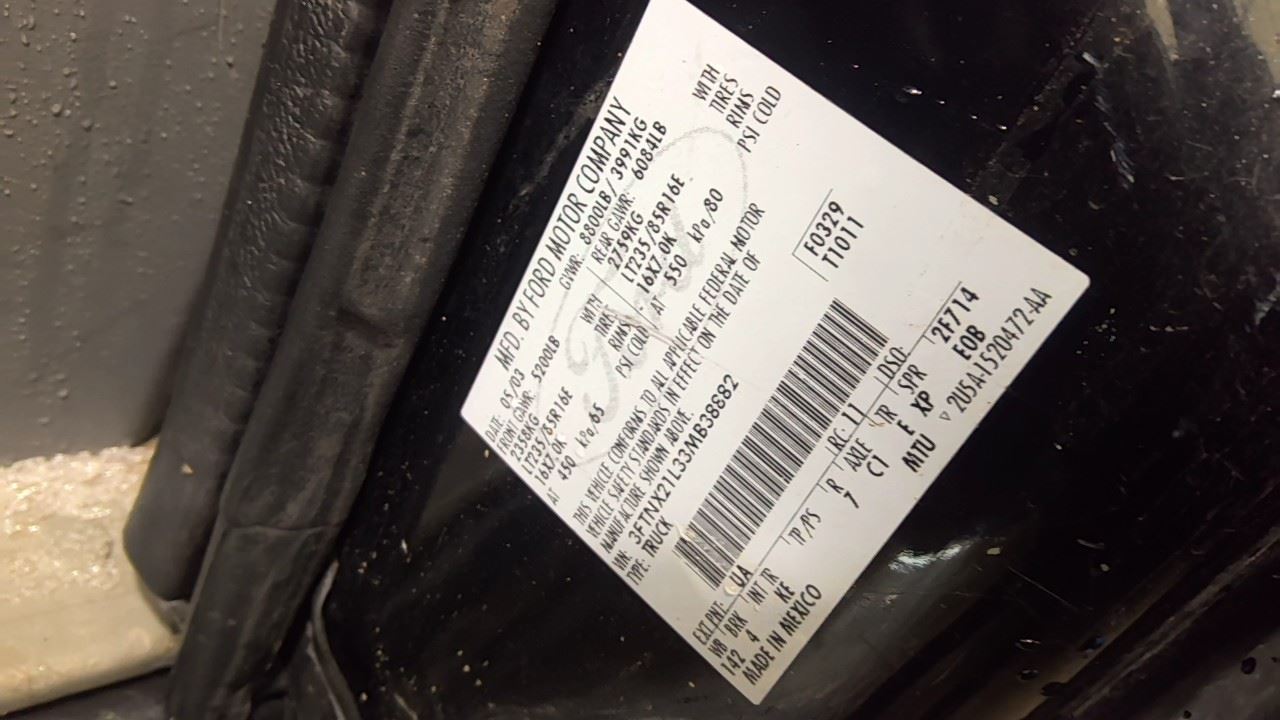 MFD. BY FORD MOTOR COMPANY
DATE: 05/03 GVWR: 8800LB/ 3991KG
FRONT GAWR: 5200LB REAR GAWR: 6084LB
2358KG WITH 2759KG WITH
LT235/85R16E TIRES LT235/85R16E TIRES
16X7.0K RIMS 16X7.0K RIMS
AT 450 kPa/65 PSI COLD AT 550 kPa/80 PSI COLD
THIS VEHICLE CONFORMS TO ALL APPLICABLE FEDERAL MOTOR
VEHICLE SAFETY STANDARDS IN EFFECT ON THE DATE OF
MANUFACTURE SHOWN ABOVE.
VIN: 3FTNX21L33MB38882 F0329
TYPE: TRUCK T1011
EXT PNT: UA RC: 11 DSO: 2F714
WB BRK INT TR TP/PS R AXLE TR SPR EOB
142 4 KE 7 C1 E XP
MADE IN MEXICO MTU ▽ 2U5A-1520472-AA